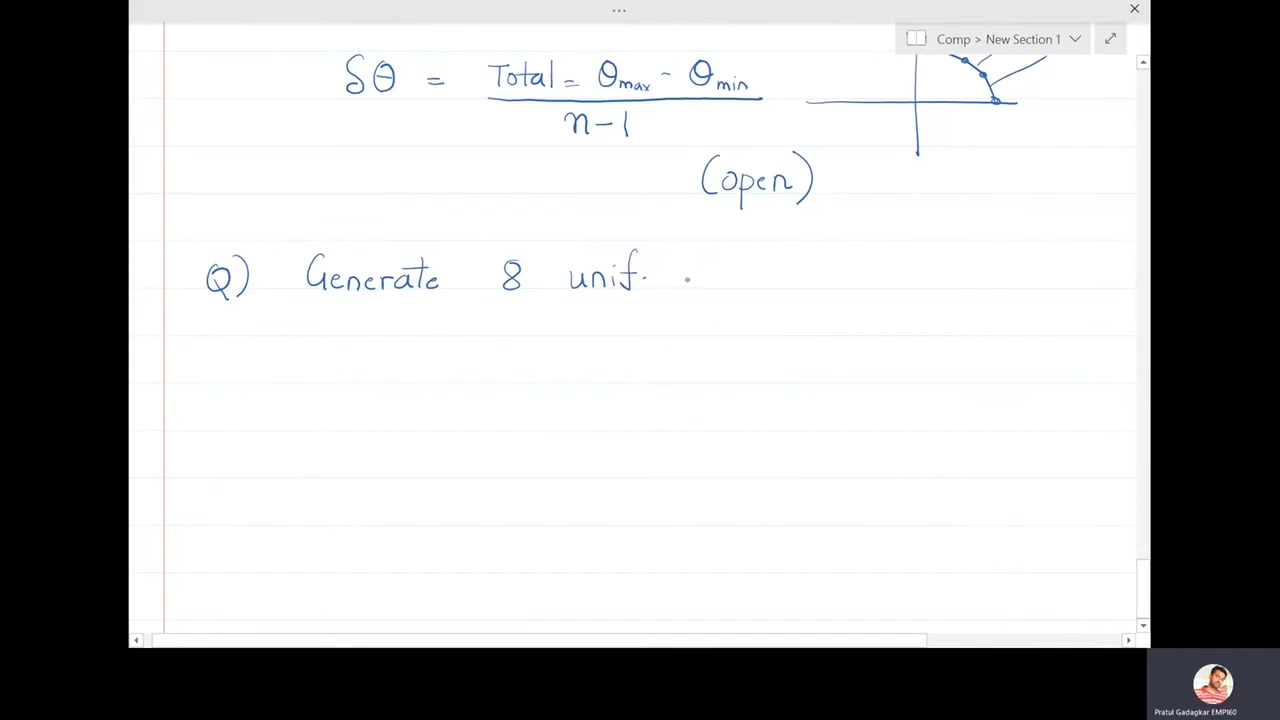 Comp > New Section 1
δθ = Total = θmax - θmin
n-1
(open)
Q) Generate 8 unif.
Pratul Gadagkar EMP160